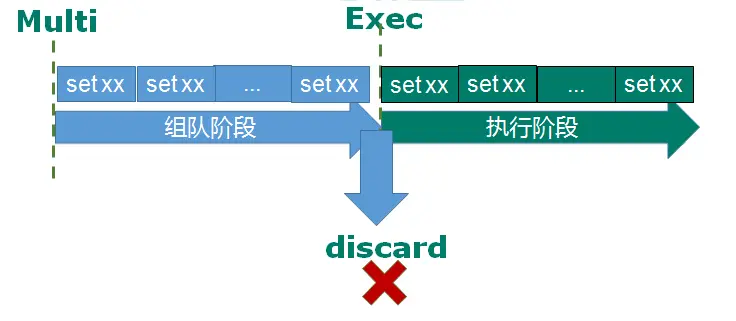 Multi
Exec
set xx set xx ... set xx set xx set xx ... set xx
组队阶段 执行阶段
discard